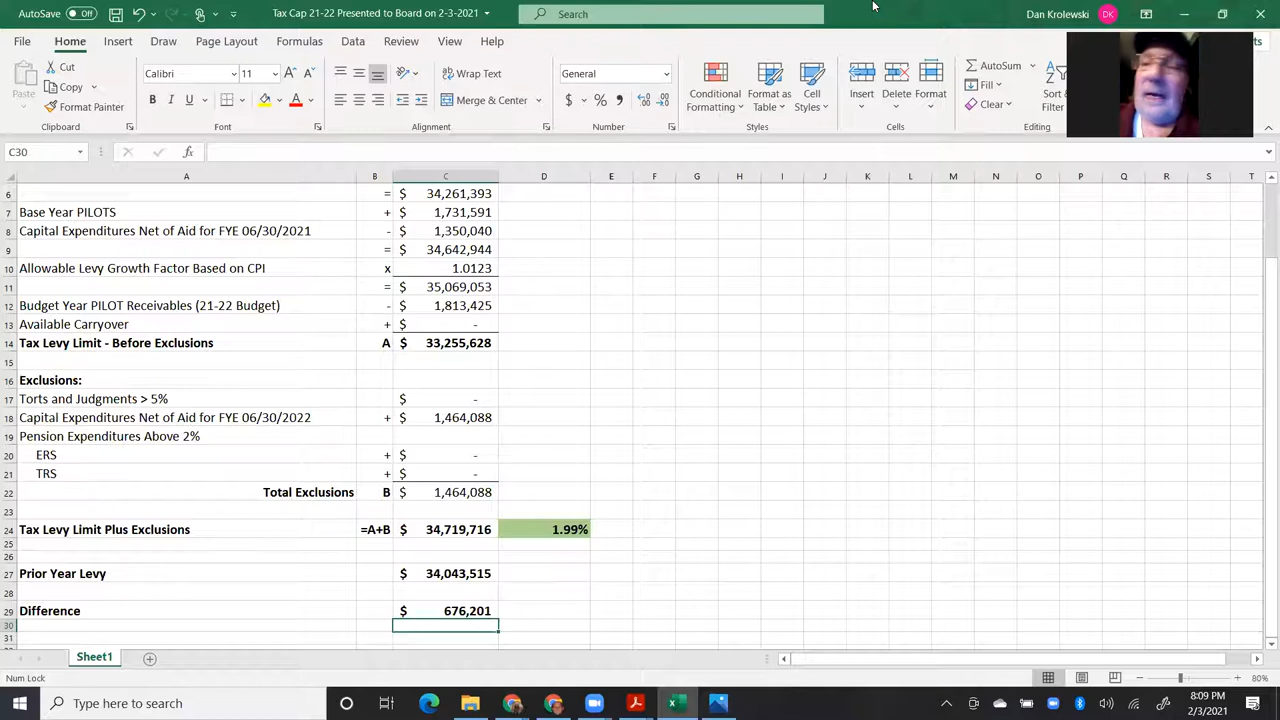 AutoSave Off Tax Cap 21-22 Presented to Board on 2-3-2021 Search Dan Krolewski DK
File Home Insert Draw Page Layout Formulas Data Review View Help ts
Paste Cut Copy Format Painter Clipboard
Calibri 11 B I U A Font
Wrap Text Merge & Center Alignment
General $ % , Number
Conditional Formatting Format as Table Cell Styles Styles
Insert Delete Format Cells
AutoSum Fill Clear Sort & Filter Editing
C30 fx
A B C D E F G H I J K L M N O P Q R S T
6 = $ 34,261,393
7 Base Year PILOTS + $ 1,731,591
8 Capital Expenditures Net of Aid for FYE 06/30/2021 - $ 1,350,040
9 = $ 34,642,944
10 Allowable Levy Growth Factor Based on CPI x 1.0123
11 = $ 35,069,053
12 Budget Year PILOT Receivables (21-22 Budget) - $ 1,813,425
13 Available Carryover + $ -
14 Tax Levy Limit - Before Exclusions A $ 33,255,628
15
16 Exclusions:
17 Torts and Judgments > 5% $ -
18 Capital Expenditures Net of Aid for FYE 06/30/2022 + $ 1,464,088
19 Pension Expenditures Above 2%
20 ERS + $ -
21 TRS + $ -
22 Total Exclusions B $ 1,464,088
23
24 Tax Levy Limit Plus Exclusions =A+B $ 34,719,716 1.99%
25
26
27 Prior Year Levy $ 34,043,515
28
29 Difference $ 676,201
30
31
Sheet1
Num Lock 80%
Type here to search 8:09 PM
2/3/2021